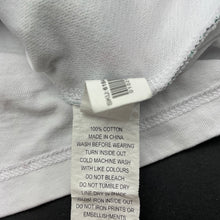 100% COTTON
MADE IN CHINA
WASH BEFORE WEARING
TURN INSIDE OUT
COLD MACHINE WASH
WITH LIKE COLOURS
DO NOT BLEACH
DO NOT TUMBLE DRY
LINE DRY IN SHADE
WARM IRON INSIDE OUT
DO NOT IRON PRINTS OR
EMBELLISHMENTS